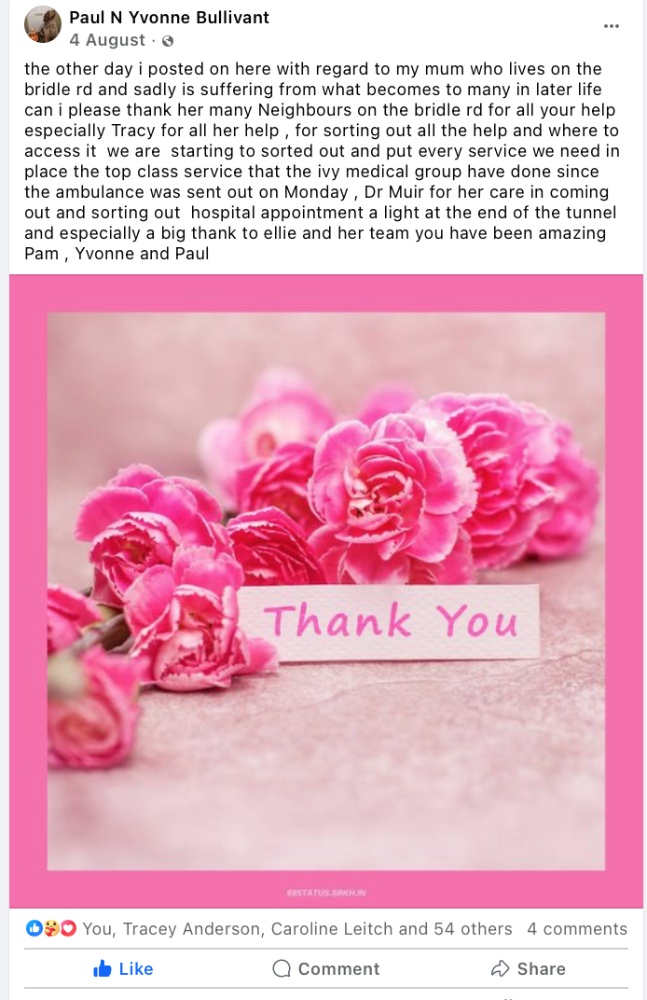 Paul N Yvonne Bullivant
4 August ·
the other day i posted on here with regard to my mum who lives on the
bridle rd and sadly is suffering from what becomes to many in later life
can i please thank her many Neighbours on the bridle rd for all your help
especially Tracy for all her help , for sorting out all the help and where to
access it  we are  starting to sorted out and put every service we need in
place the top class service that the ivy medical group have done since
the ambulance was sent out on Monday , Dr Muir for her care in coming
out and sorting out  hospital appointment a light at the end of the tunnel
and especially a big thank to ellie and her team you have been amazing
Pam , Yvonne and Paul
Thank You
You, Tracey Anderson, Caroline Leitch and 54 others 4 comments
Like Comment Share